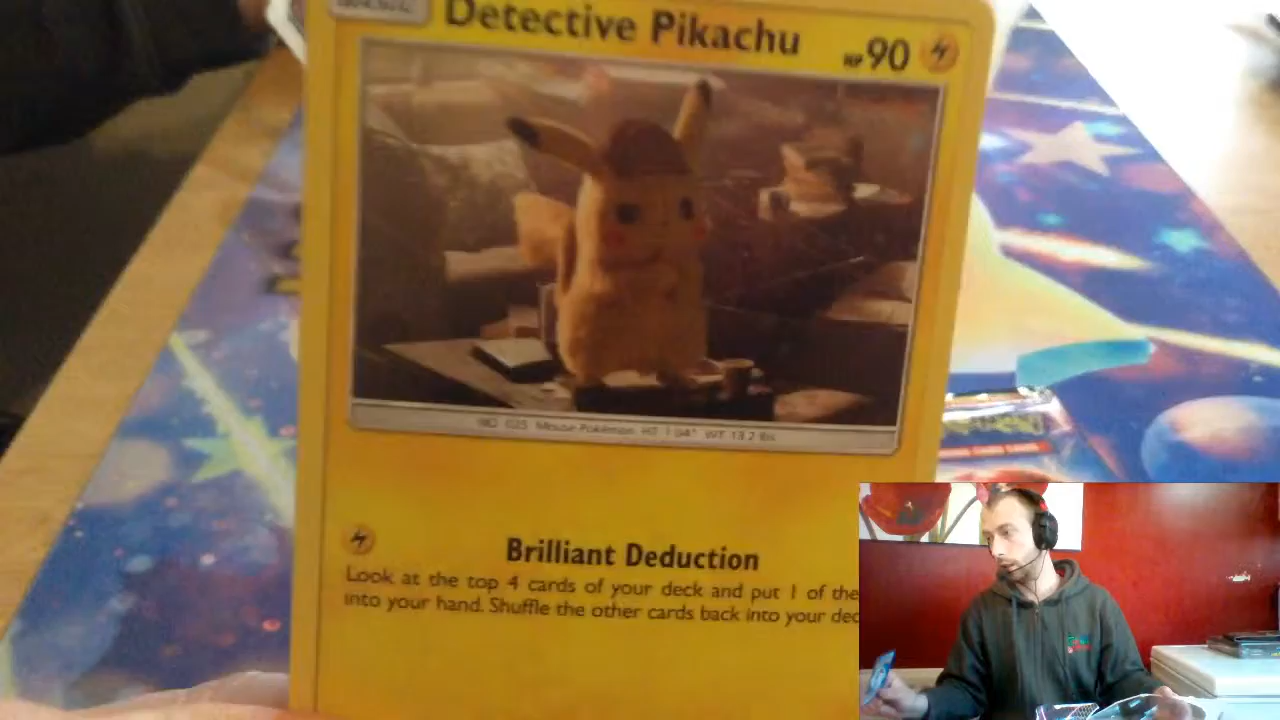 Detective Pikachu
HP 90
NO. 025 Mouse Pokémon HT: 1'04" WT: 13.2 lbs
Brilliant Deduction
Look at the top 4 cards of your deck and put 1 of the
into your hand. Shuffle the other cards back into your dec